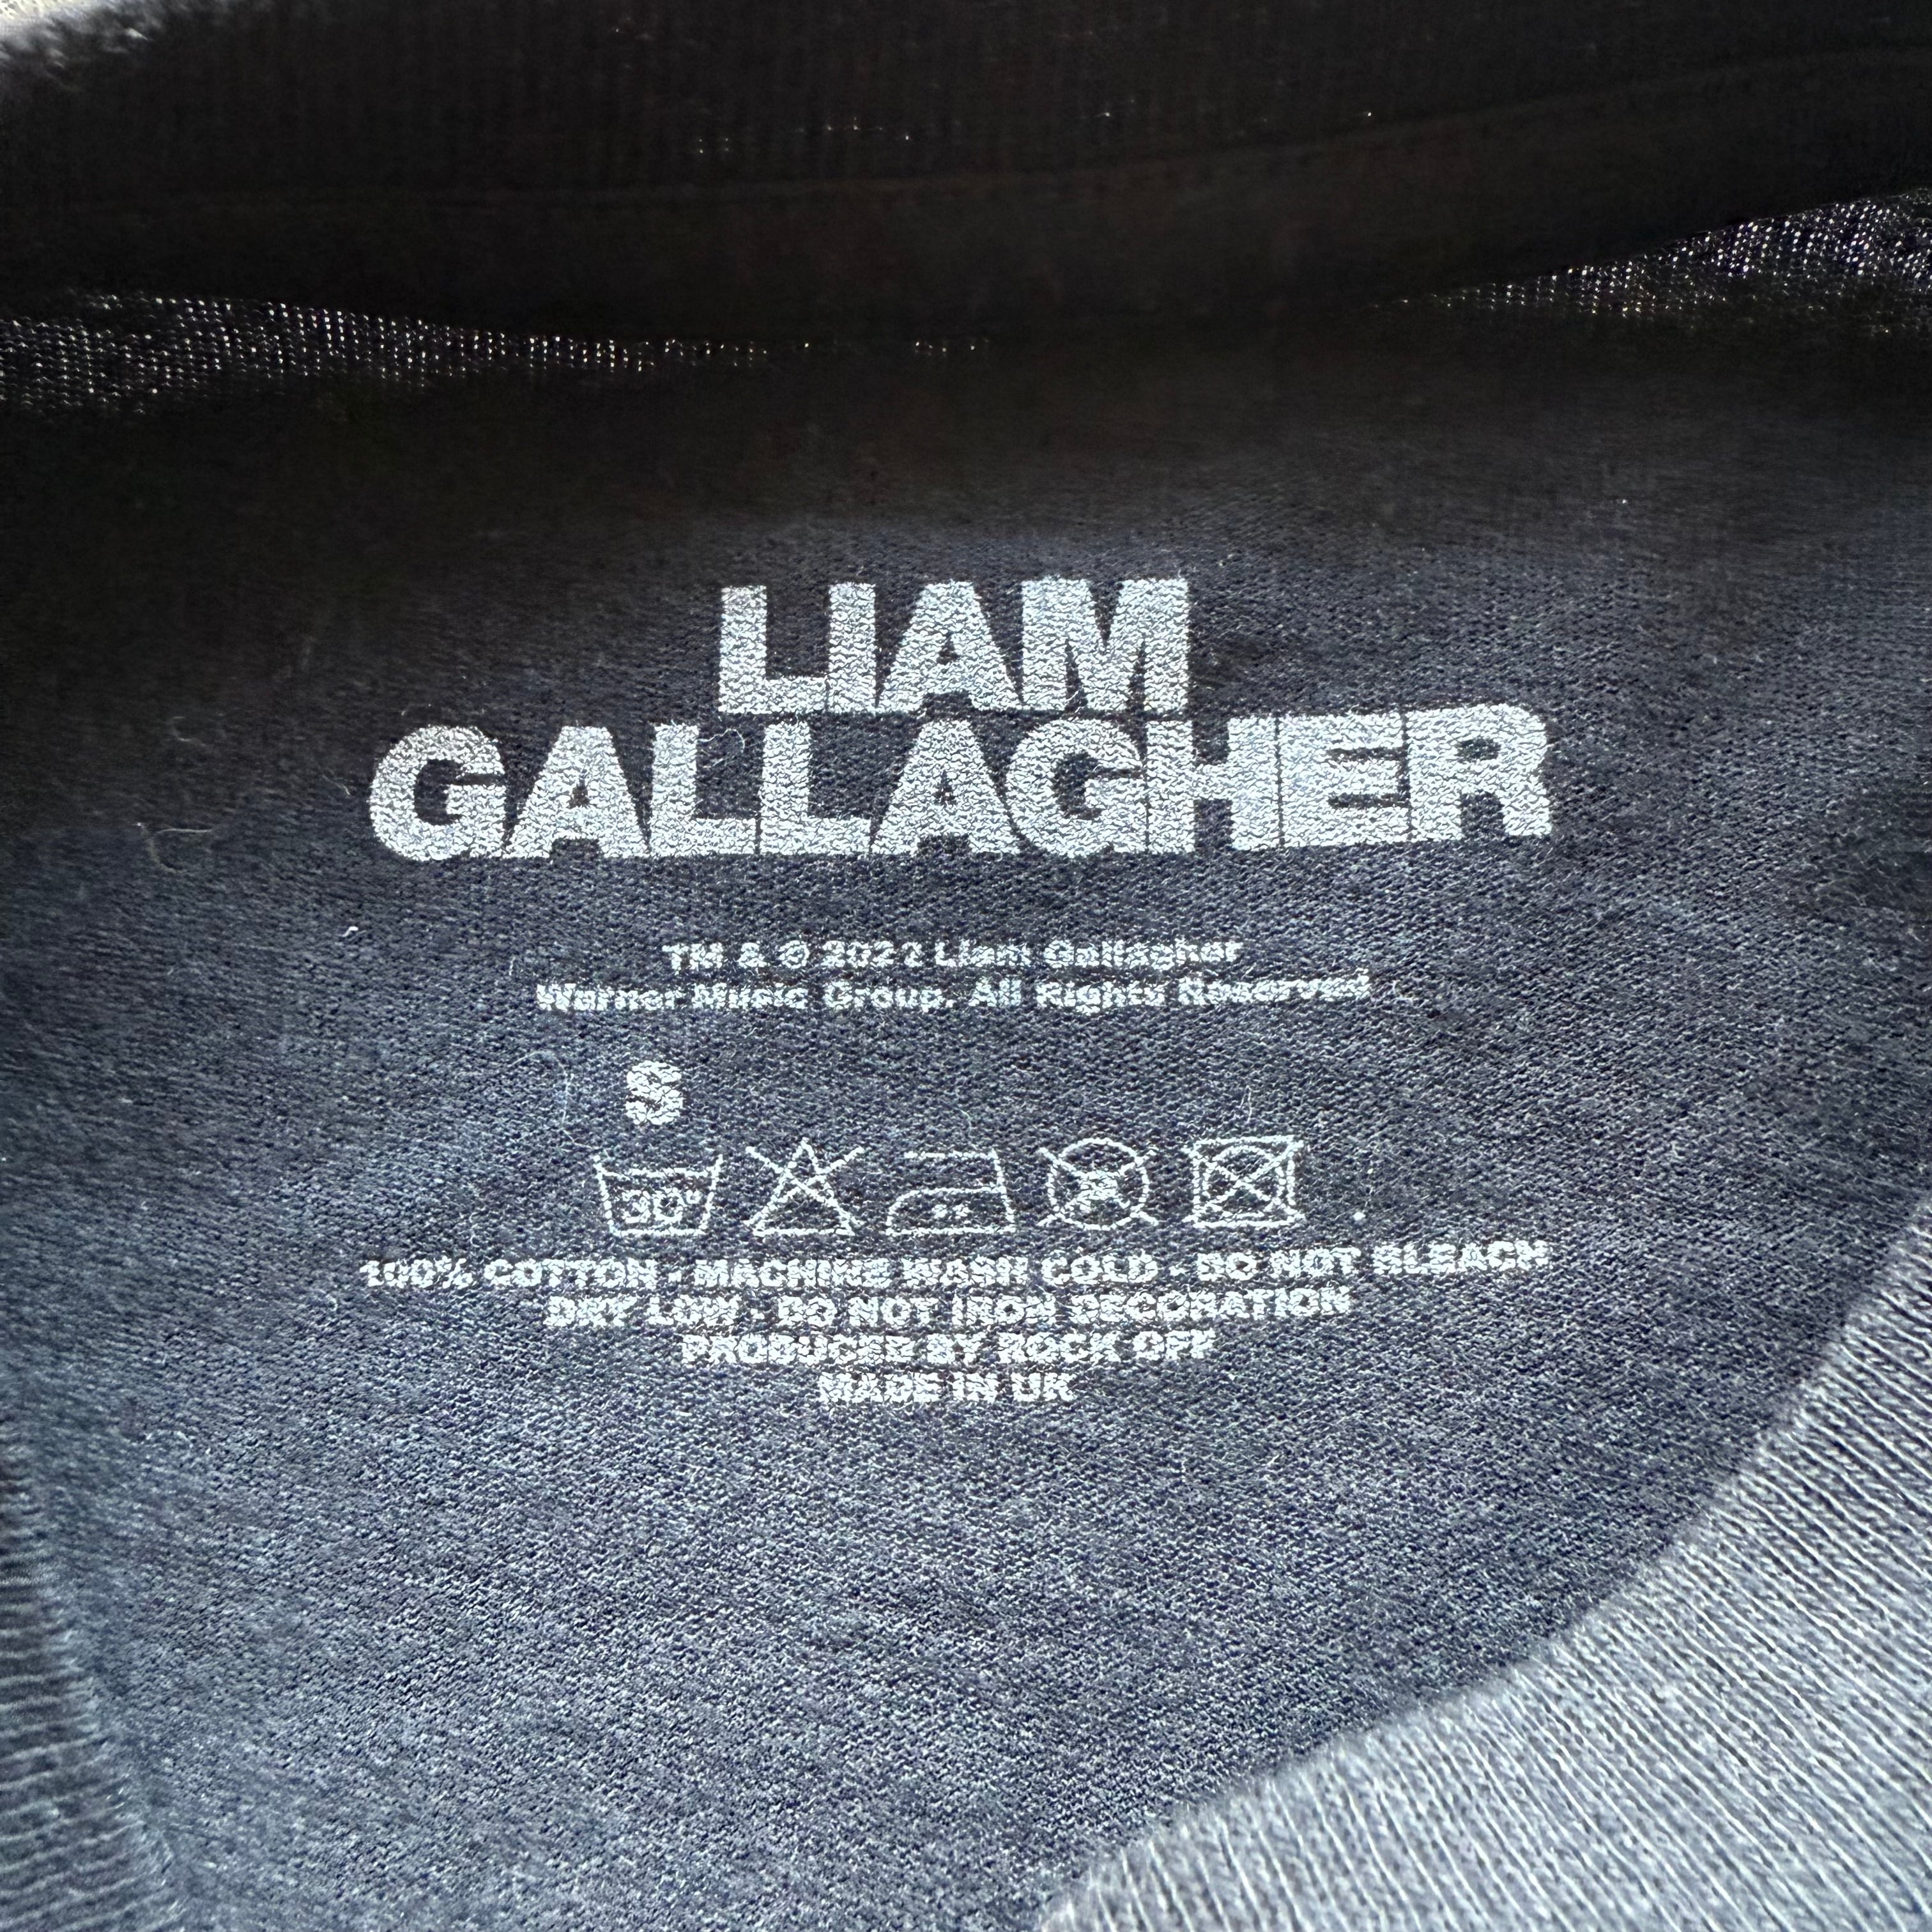 LIAM
GALLAGHER
TM & © 2022 Liam Gallagher
Warner Music Group. All Rights Reserved
S
30° P
100% COTTON - MACHINE WASH COLD - DO NOT BLEACH
DRY LOW - DO NOT IRON DECORATION
PRODUCED BY ROCK OFF
MADE IN UK